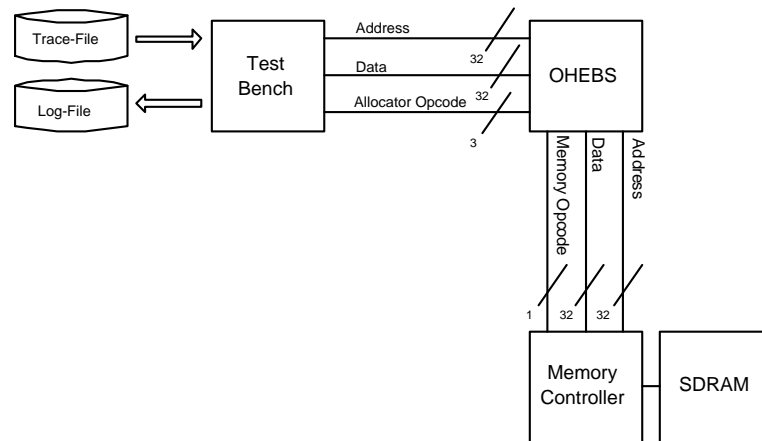 Trace-File
Log-File
Test
Bench
Address
32
Data
32
Allocator Opcode
3
OHEBS
Memory Opcode
Data
Address
1
32
32
Memory
Controller
SDRAM